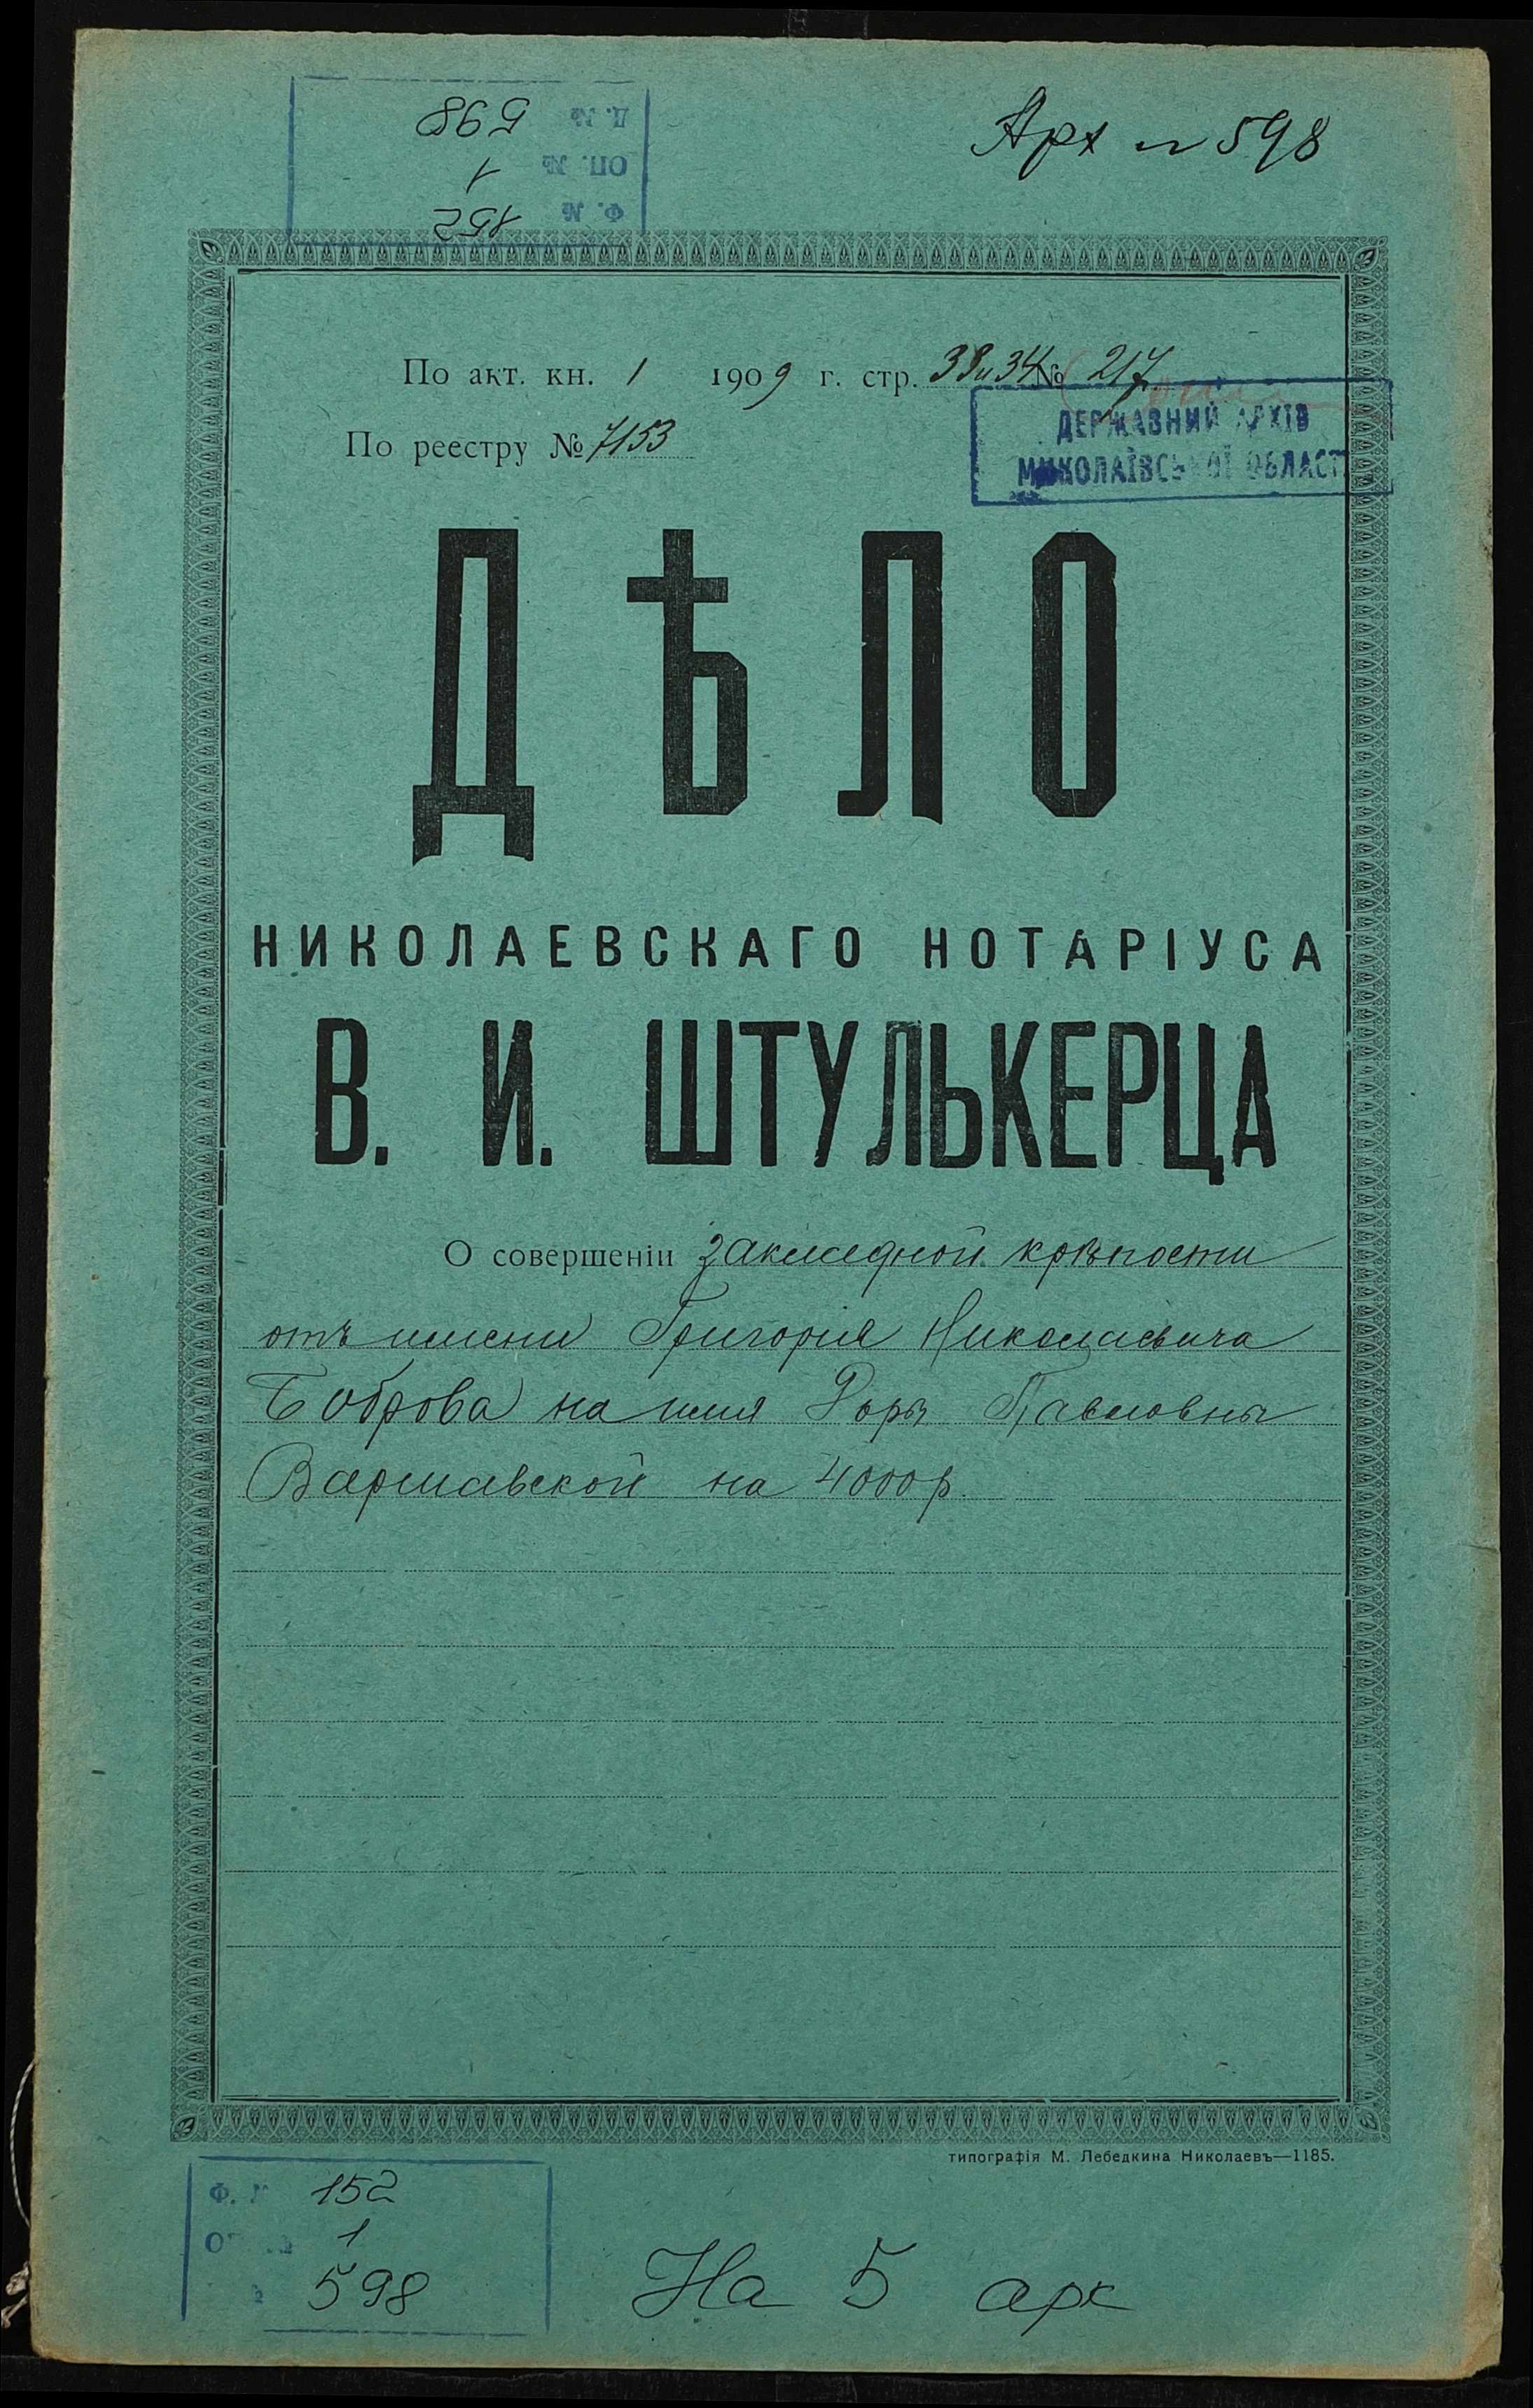 Д. № 598
ОП. № 1
Ф. № 152
Арх № 598
По акт. кн. 1 1909 г. стр. 33 и 34 № 217
ДЕРЖАВНИЙ АРХІВ
МИКОЛАЇВСЬКОЇ ОБЛАСТІ
По реестру № 7153
ДѢЛО
НИКОЛАЕВСКАГО НОТАРІУСА
В. И. ШТУЛЬКЕРЦА
О совершеніи закладной крѣпости
отъ имени Григорія Николаевича
Боброва на имя Павловны
Варшавской на 4000 р.
типографія М. Лебедкина Николаевъ—1185.
Ф. № 152
ОП. № 1
598
На 5 арк